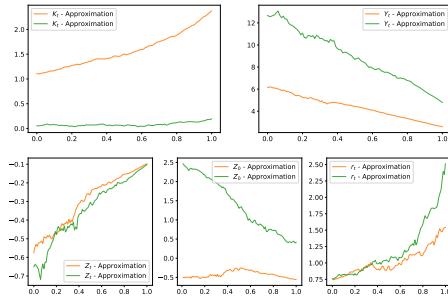 K_t - Approximation
K_t - Approximation
2.0
1.5
1.0
0.5
0.0
0.0 0.2 0.4 0.6 0.8 1.0
Y_t - Approximation
Y_t - Approximation
12
10
8
6
4
0.0 0.2 0.4 0.6 0.8 1.0
−0.1
−0.2
−0.3
−0.4
−0.5
−0.6
−0.7
Z_t - Approximation
Z_t - Approximation
0.0 0.2 0.4 0.6 0.8 1.0
Z_0 - Approximation
Z_0 - Approximation
2.5
2.0
1.5
1.0
0.5
0.0
−0.5
0.0 0.2 0.4 0.6 0.8 1.0
r_t - Approximation
r_t - Approximation
2.50
2.25
2.00
1.75
1.50
1.25
1.00
0.75
0.0 0.2 0.4 0.6 0.8 1.0